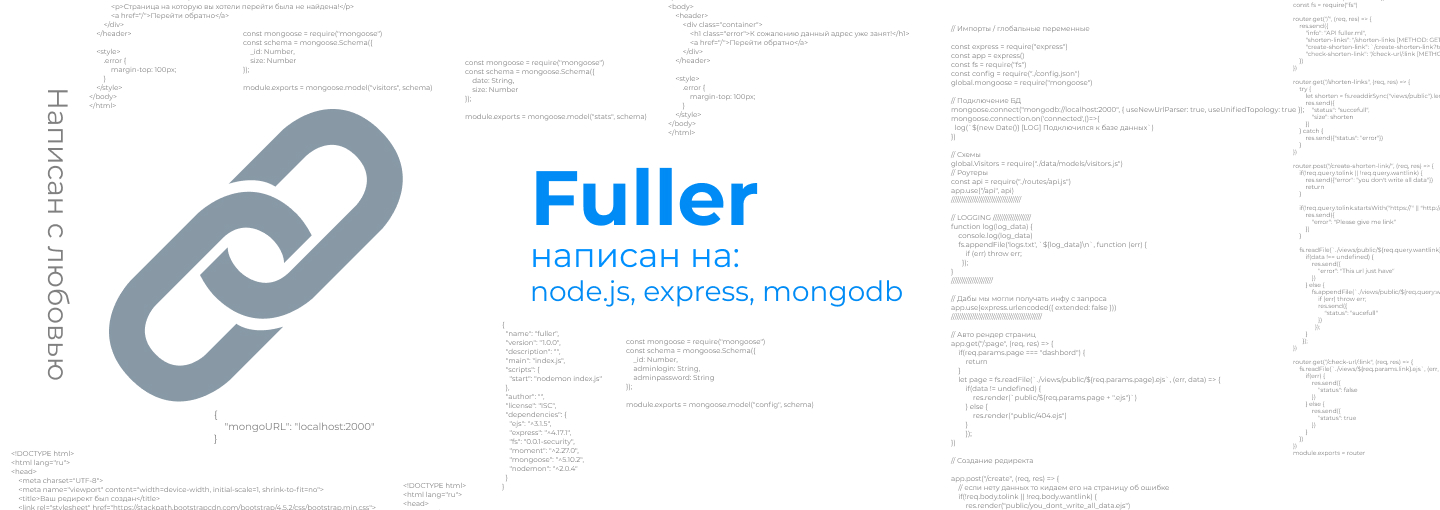 <p>Страница на которую вы хотели перейти была не найдена!</p>
<a href="/">Перейти обратно</a>
</div>
</header>
<style>
.error {
margin-top: 100px;
}
</style>
</body>
</html>
const mongoose = require("mongoose")
const schema = mongoose.Schema({
_id: Number,
size: Number
});
module.exports = mongoose.model("visitors", schema)
Написан с любовью
{
"mongoURL": "localhost:2000"
}
<!DOCTYPE html>
<html lang="ru">
<head>
<meta charset="UTF-8">
<meta name="viewport" content="width=device-width, initial-scale=1, shrink-to-fit=no">
<title>Ваш редирект был создан</title>
<link rel="stylesheet" href="https://stackpath.bootstrapcdn.com/bootstrap/4.5.2/css/bootstrap.min.css">
<!DOCTYPE html>
<html lang="ru">
<head>
const mongoose = require("mongoose")
const schema = mongoose.Schema({
date: String,
size: Number
});
module.exports = mongoose.model("stats", schema)
<body>
<header>
<div class="container">
<h1 class="error">К сожалению данный адрес уже занят!</h1>
<a href="/">Перейти обратно</a>
</div>
</header>
<style>
.error {
margin-top: 100px;
}
</style>
</body>
</html>
Fuller
написан на:
node.js, express, mongodb
{
"name": "fuller",
"version": "1.0.0",
"description": "",
"main": "index.js",
"scripts": {
"start": "nodemon index.js"
},
"author": "",
"license": "ISC",
"dependencies": {
"ejs": "^3.1.5",
"express": "^4.17.1",
"fs": "0.0.1-security",
"moment": "^2.27.0",
"mongoose": "^5.10.2",
"nodemon": "^2.0.4"
}
}
const mongoose = require("mongoose")
const schema = mongoose.Schema({
_id: Number,
adminlogin: String,
adminpassword: String
});
module.exports = mongoose.model("config", schema)
// Импорты / глобальные переменные
const express = require("express")
const app = express()
const fs = require("fs")
const config = require("./config.json")
global.mongoose = require("mongoose")
// Подключение БД
mongoose.connect("mongodb://localhost:2000", { useNewUrlParser: true, useUnifiedTopology: true });
mongoose.connection.on('connected',()=>{
log(`${new Date()} [LOG] Подключился к базе данных`)
})
// Схемы
global.Visitors = require("./data/models/visitors.js")
// Роутеры
const api = require("./routes/api.js")
app.use("/api", api)
///////////////////////////////////
// LOGGING ///////////////////
function log(log_data) {
console.log(log_data)
fs.appendFile('logs.txt', `${log_data}\n`, function (err) {
if (err) throw err;
});
}
/////////////////////
// Дабы мы могли получать инфу с запроса
app.use(express.urlencoded({ extended: false }))
/////////////////////////////////////////////
// Авто рендер страниц
app.get("/:page", (req, res) => {
if(req.params.page === "dashbord") {
return
}
let page = fs.readFile(`./views/public/${req.params.page}.ejs`, (err, data) => {
if(data != undefined) {
res.render(`public/${req.params.page + ".ejs"}`)
} else {
res.render("public/404.ejs")
}
});
})
// Создание редиректа
app.post("/create", (req, res) => {
// если нету данных то кидаем его на страницу об ошибке
if(!req.body.tolink || !req.body.wantlink) {
res.render("public/you_dont_write_all_data.ejs")
const fs = require("fs")
router.get("/", (req, res) => {
res.send({
"info": "API fuller ml",
"shorten-links": "/shorten-links [METHOD: GET
"create-shorten-link": `/create-shorten-link?to
"check-shorten-link": "/check-url/:link [METHO
})
})
router.get("/shorten-links", (req, res) => {
try {
let shorten = fs.readdirSync("views/public").len
res.send({
"status": "succefull",
"size": shorten
});
} catch {
res.send({"status": "error"})
}
})
router.post("/create-shorten-link/", (req, res) => {
if(!req.query.tolink || !req.query.wantlink) {
res.send({"error": "you don't write all data"})
return
}
if(!req.query.tolink.startsWith("https://" || "http:/
res.send({
"error": "Please give me link"
})
}
fs.readFile(`./views/public/${req.query.wantlink}
if(data !== undefined) {
res.send({
"error": "This url just have"
})
} else {
fs.appendFile(`./views/public/${req.query.w
if (err) throw err;
res.send({
"status": "sucefull"
})
});
}
});
})
router.get("/check-url/:link", (req, res) => {
fs.readFile(`./views/${req.params.link}.ejs`, (err,
if(err) {
res.send({
"status": false
})
} else {
res.send({
"status": true
})
}
})
})
module.exports = router